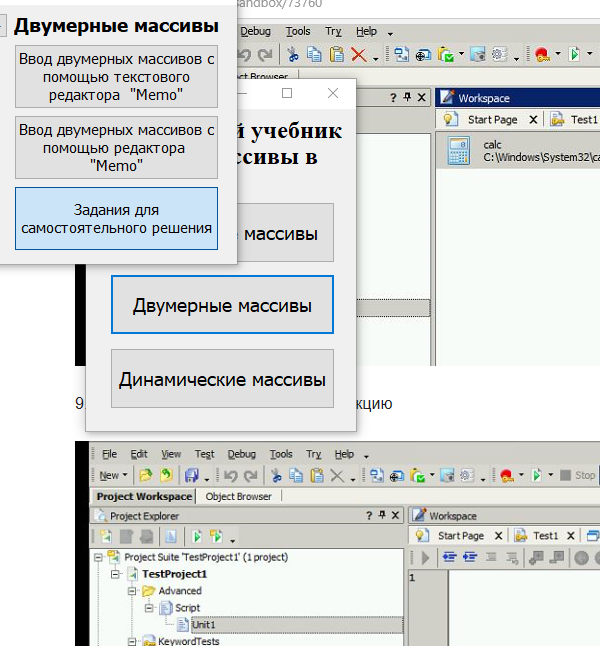 sandbox/73760
Двумерные массивы
Ввод двумерных массивов с
помощью текстового
редактора "Memo"
Ввод двумерных массивов с
помощью редактора
"Memo"
Задания для
самостоятельного решения
Debug Tools Try Help
Browser
Workspace
Start Page Test1
calc
C:\Windows\System32\ca
й учебник
ссивы в
массивы
Двумерные массивы
Динамические массивы
9 кцию
File Edit View Test Debug Tools Try Help
New Stop
Project Workspace Object Browser
Project Explorer
Workspace
Start Page Test1
Project Suite 'TestProject1' (1 project)
TestProject1
Advanced
Script
Unit1
KeywordTests
1